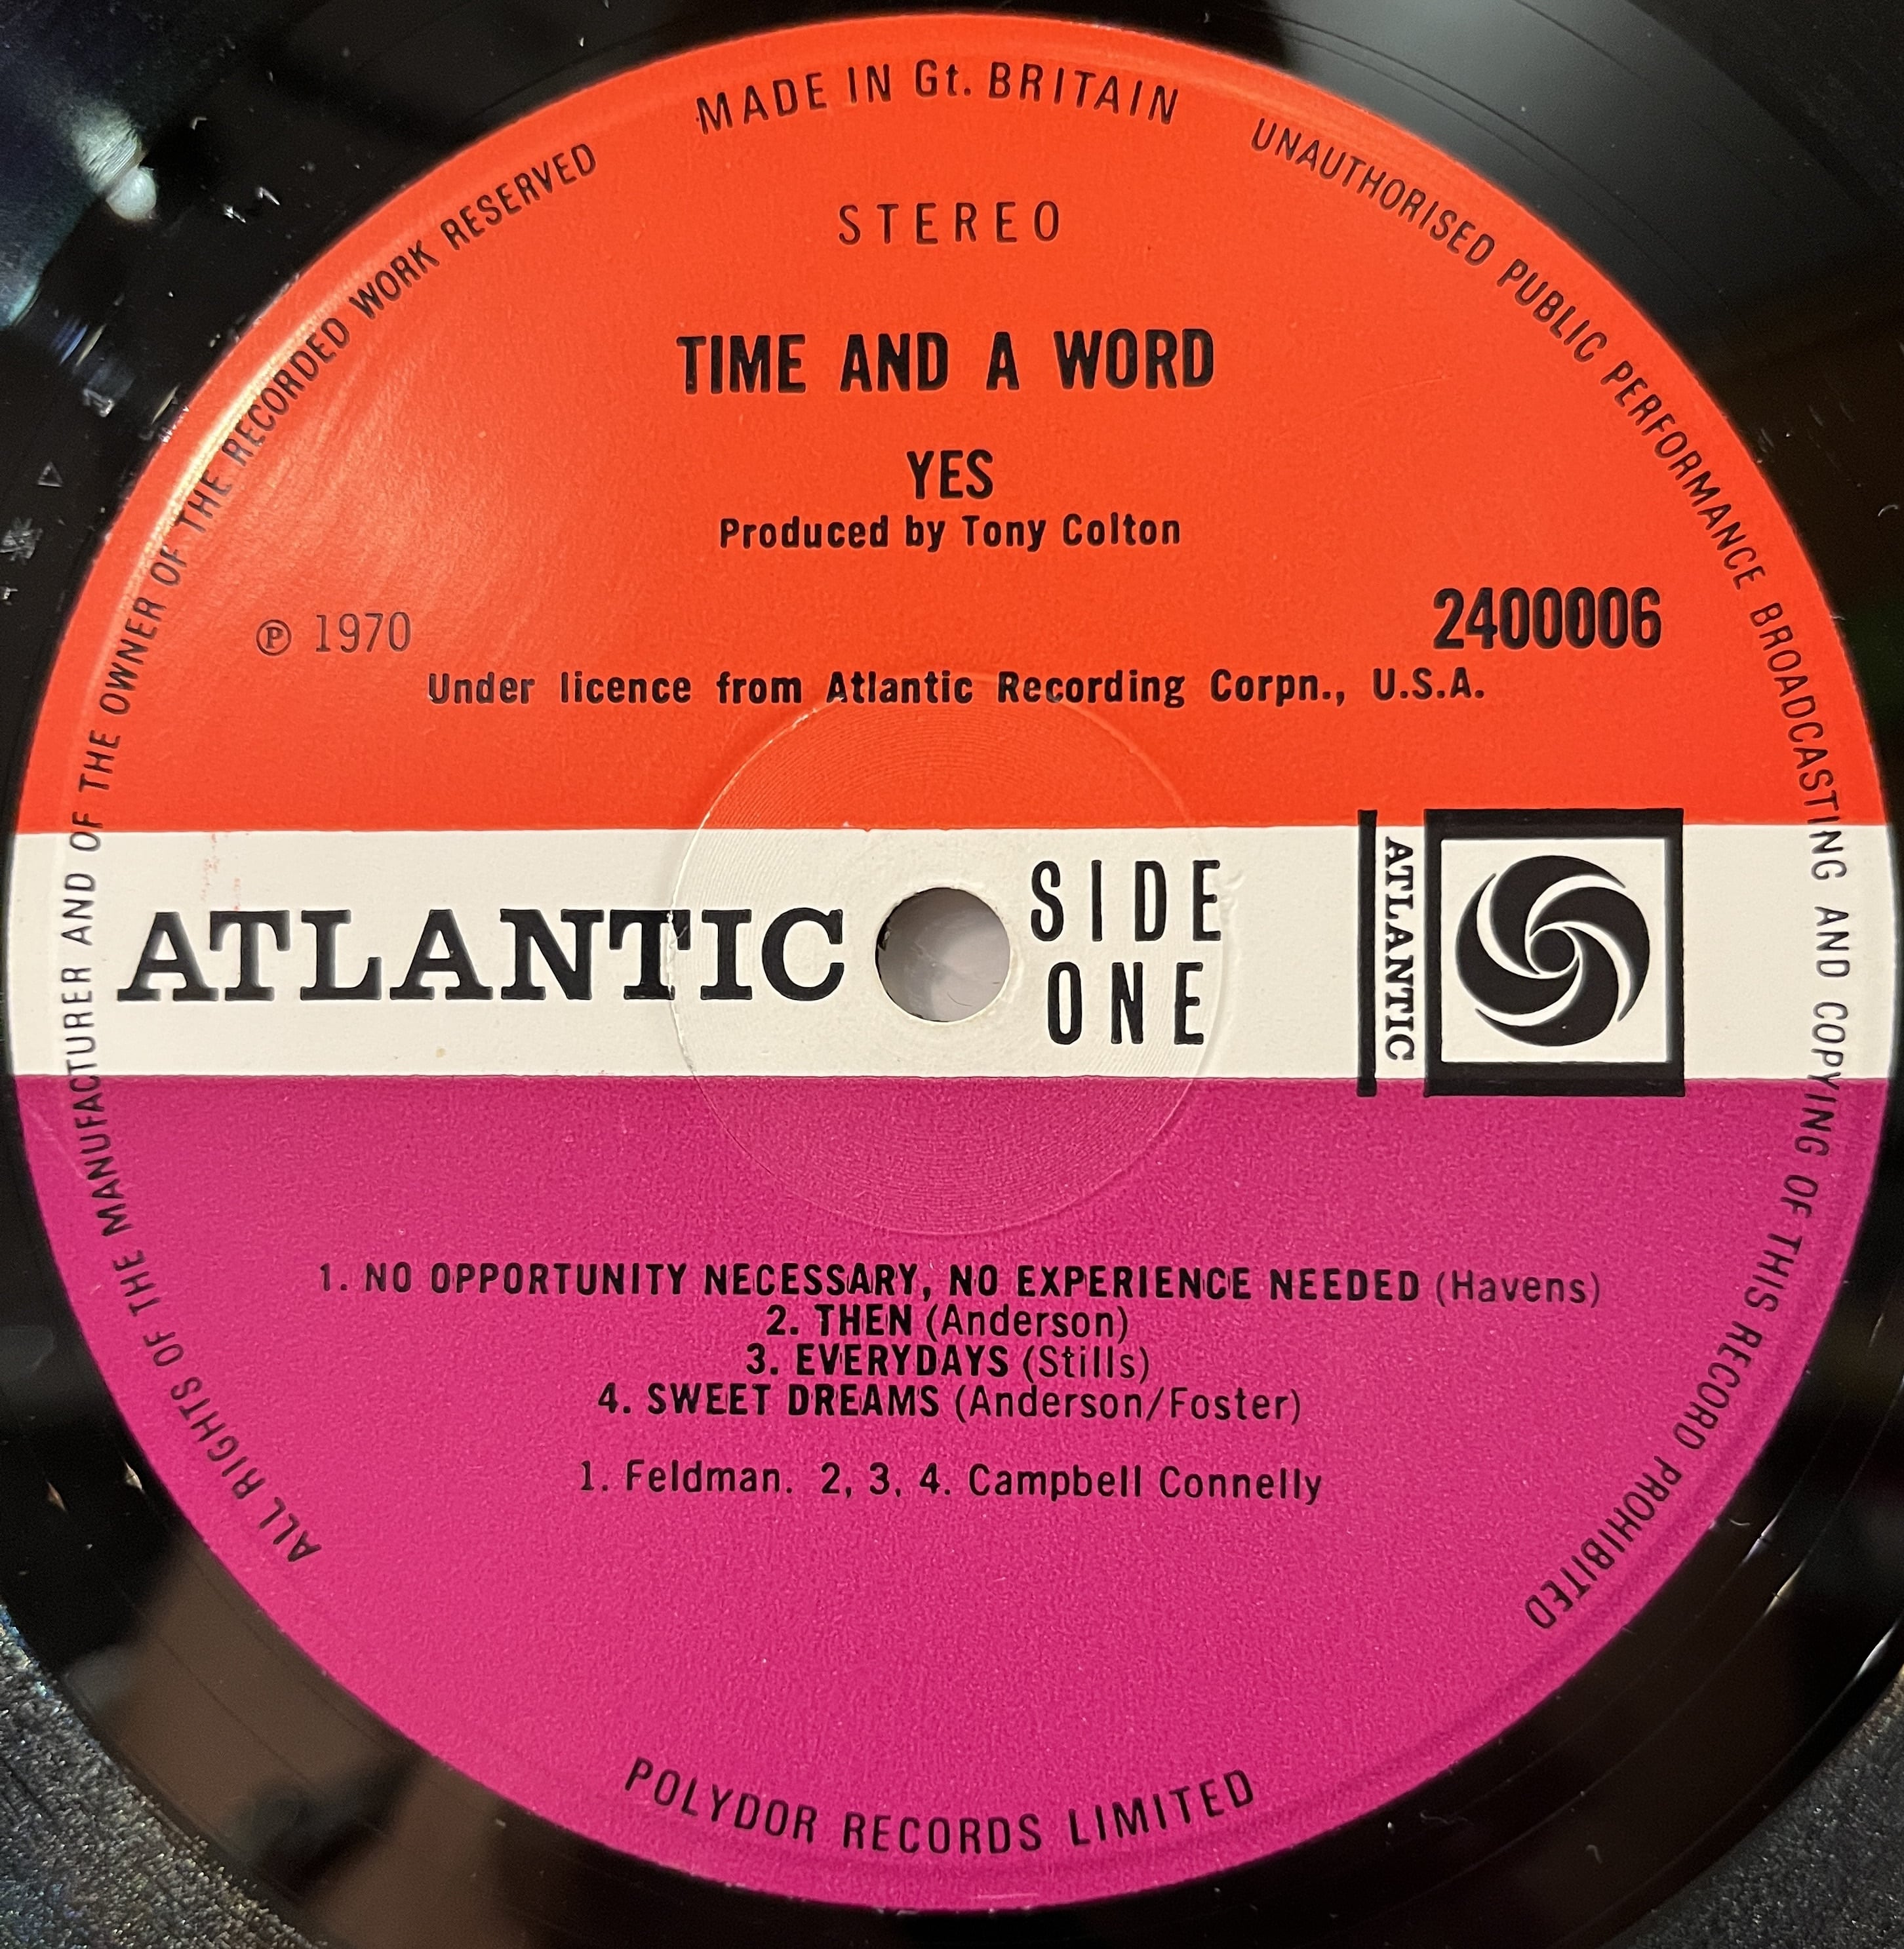 MADE IN Gt. BRITAIN
UNAUTHORISED PUBLIC PERFORMANCE BROADCASTING AND COPYING OF THIS RECORD PROHIBITED
ALL RIGHTS OF THE MANUFACTURER AND OF THE OWNER OF THE RECORDED WORK RESERVED
STEREO
TIME AND A WORD
YES
Produced by Tony Colton
℗ 1970
2400006
Under licence from Atlantic Recording Corpn., U.S.A.
ATLANTIC
SIDE
ONE
ATLANTIC
1. NO OPPORTUNITY NECESSARY, NO EXPERIENCE NEEDED (Havens)
2. THEN (Anderson)
3. EVERYDAYS (Stills)
4. SWEET DREAMS (Anderson/Foster)
1. Feldman. 2, 3, 4. Campbell Connelly
POLYDOR RECORDS LIMITED